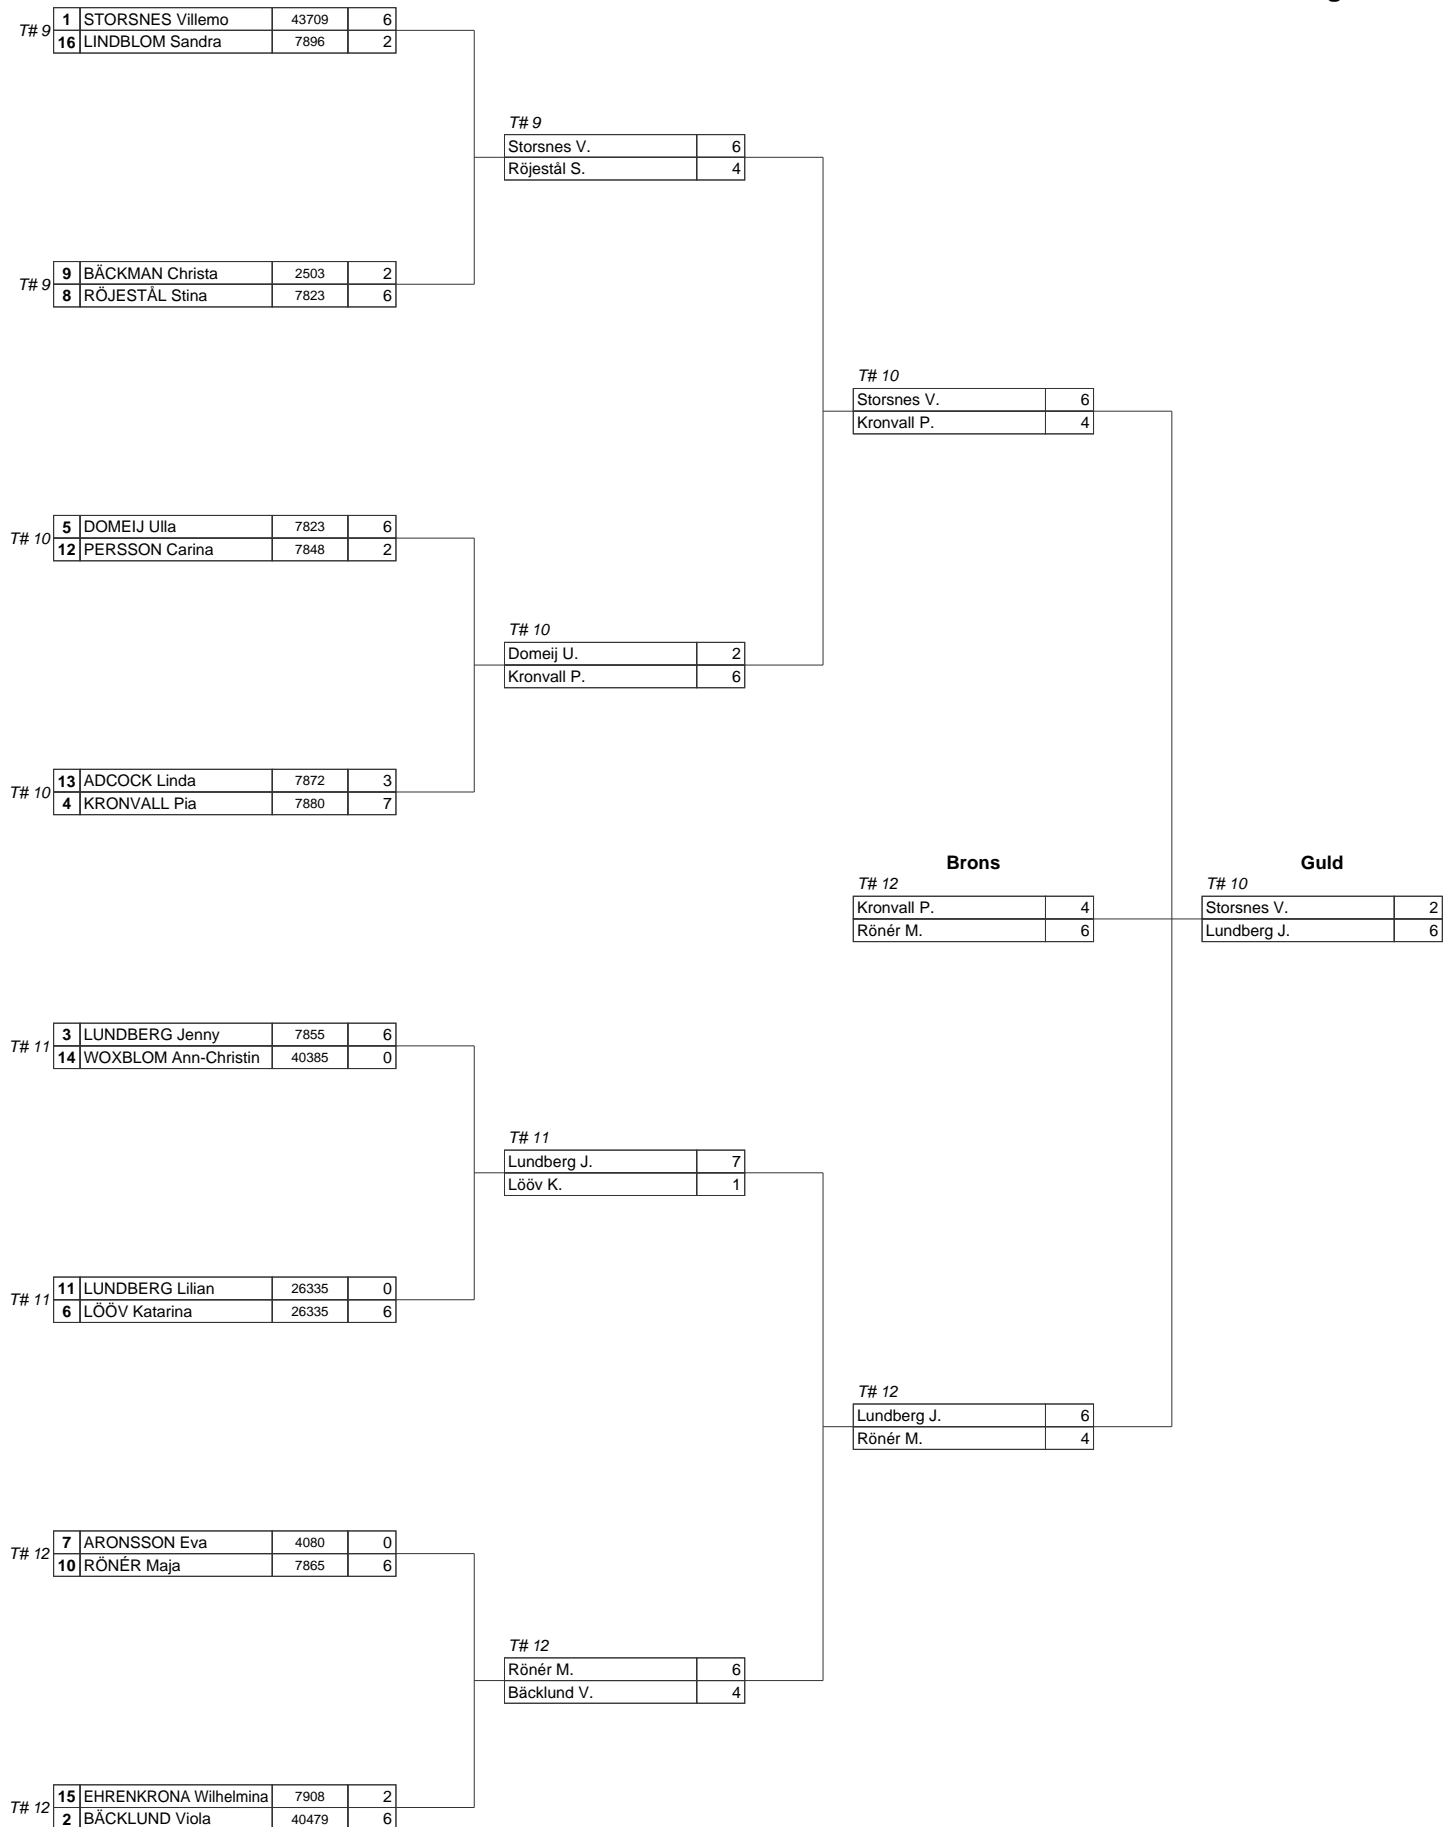 g
T# 9 1 STORSNES Villemo 43709 6
16 LINDBLOM Sandra 7896 2
T# 9
Storsnes V. 6
Röjestål S. 4
T# 9 9 BÄCKMAN Christa 2503 2
8 RÖJESTÅL Stina 7823 6
T# 10
Storsnes V. 6
Kronvall P. 4
T# 10 5 DOMEIJ Ulla 7823 6
12 PERSSON Carina 7848 2
T# 10
Domeij U. 2
Kronvall P. 6
T# 10 13 ADCOCK Linda 7872 3
4 KRONVALL Pia 7880 7
Brons Guld
T# 12 T# 10
Kronvall P. 4 Storsnes V. 2
Rönér M. 6 Lundberg J. 6
T# 11 3 LUNDBERG Jenny 7855 6
14 WOXBLOM Ann-Christin 40385 0
T# 11
Lundberg J. 7
Lööv K. 1
T# 11 11 LUNDBERG Lilian 26335 0
6 LÖÖV Katarina 26335 6
T# 12
Lundberg J. 6
Rönér M. 4
T# 12 7 ARONSSON Eva 4080 0
10 RÖNÉR Maja 7865 6
T# 12
Rönér M. 6
Bäcklund V. 4
T# 12 15 EHRENKRONA Wilhelmina 7908 2
2 BÄCKLUND Viola 40479 6